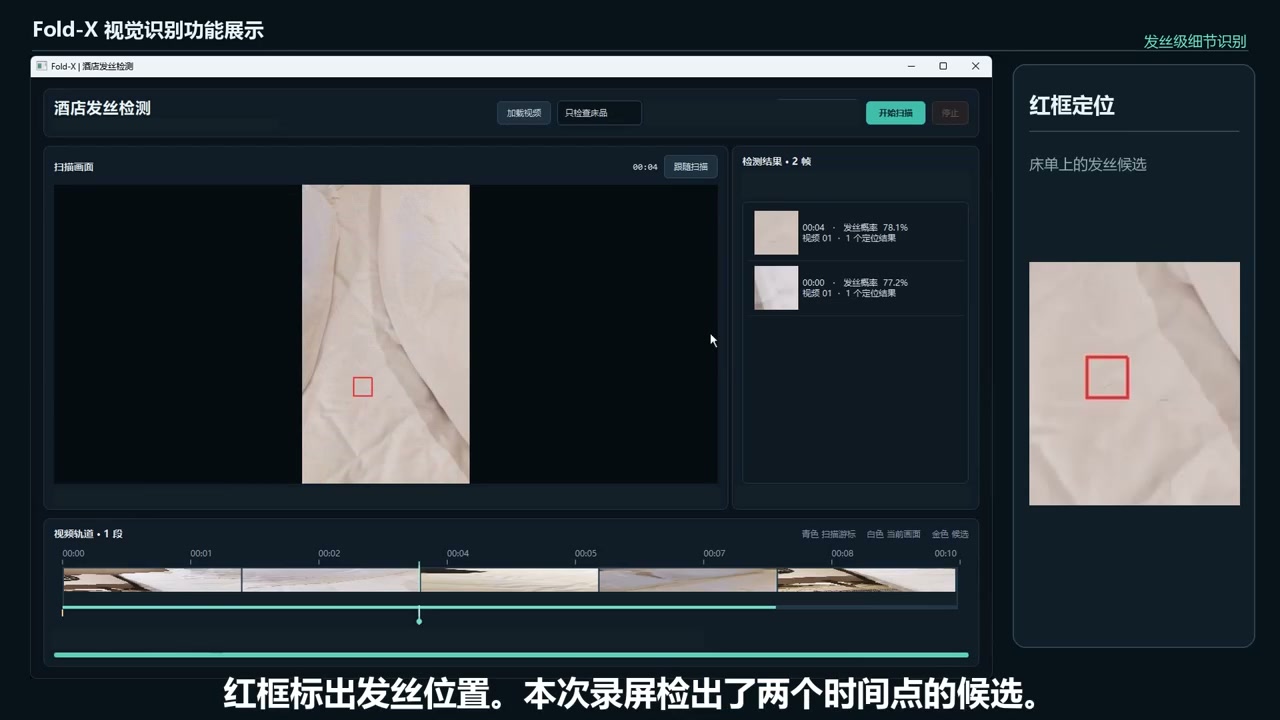 Fold-X 视觉识别功能展示
发丝级细节识别
Fold-X | 酒店发丝检测
酒店发丝检测
加载视频
只检查床品
开始扫描
停止
扫描画面
00:04
跟随扫描
检测结果 • 2 帧
00:04 · 发丝概率 78.1%
视频 01 · 1 个定位结果
00:00 · 发丝概率 77.2%
视频 01 · 1 个定位结果
红框定位
床单上的发丝候选
视频轨道 • 1 段
青色 扫描游标 白色 当前画面 金色 候选
00:00 00:01 00:02 00:04 00:05 00:07 00:08 00:10
红框标出发丝位置。本次录屏检出了两个时间点的候选。